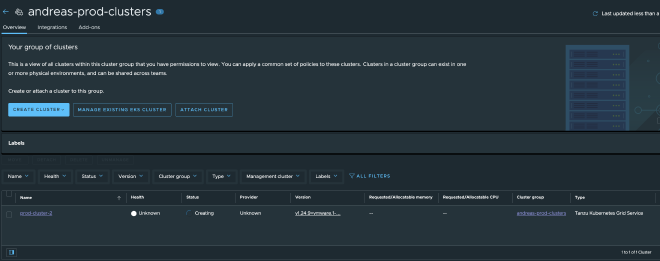 andreas-prod-clusters
Last updated less than a
Overview Integrations Add-ons
Your group of clusters
This is a view of all clusters within this cluster group that you have permissions to view. You can apply a common set of policies to these clusters. Clusters in a cluster group can exist in one
or more physical environments, and can be shared across teams.
Create or attach a cluster to this group.
CREATE CLUSTER MANAGE EXISTING EKS CLUSTER ATTACH CLUSTER
Labels
Name Health Status Version Cluster group Type Management cluster Labels ALL FILTERS
Name Health Status Provider Version Requested/Allocatable memory Requested/Allocatable CPU Cluster group Type
prod-cluster-2 Unknown Creating Unknown v1.24.9+vmware.1-... — — andreas-prod-clusters Tanzu Kubernetes Grid Service
1 to 1 of 1 Cluster